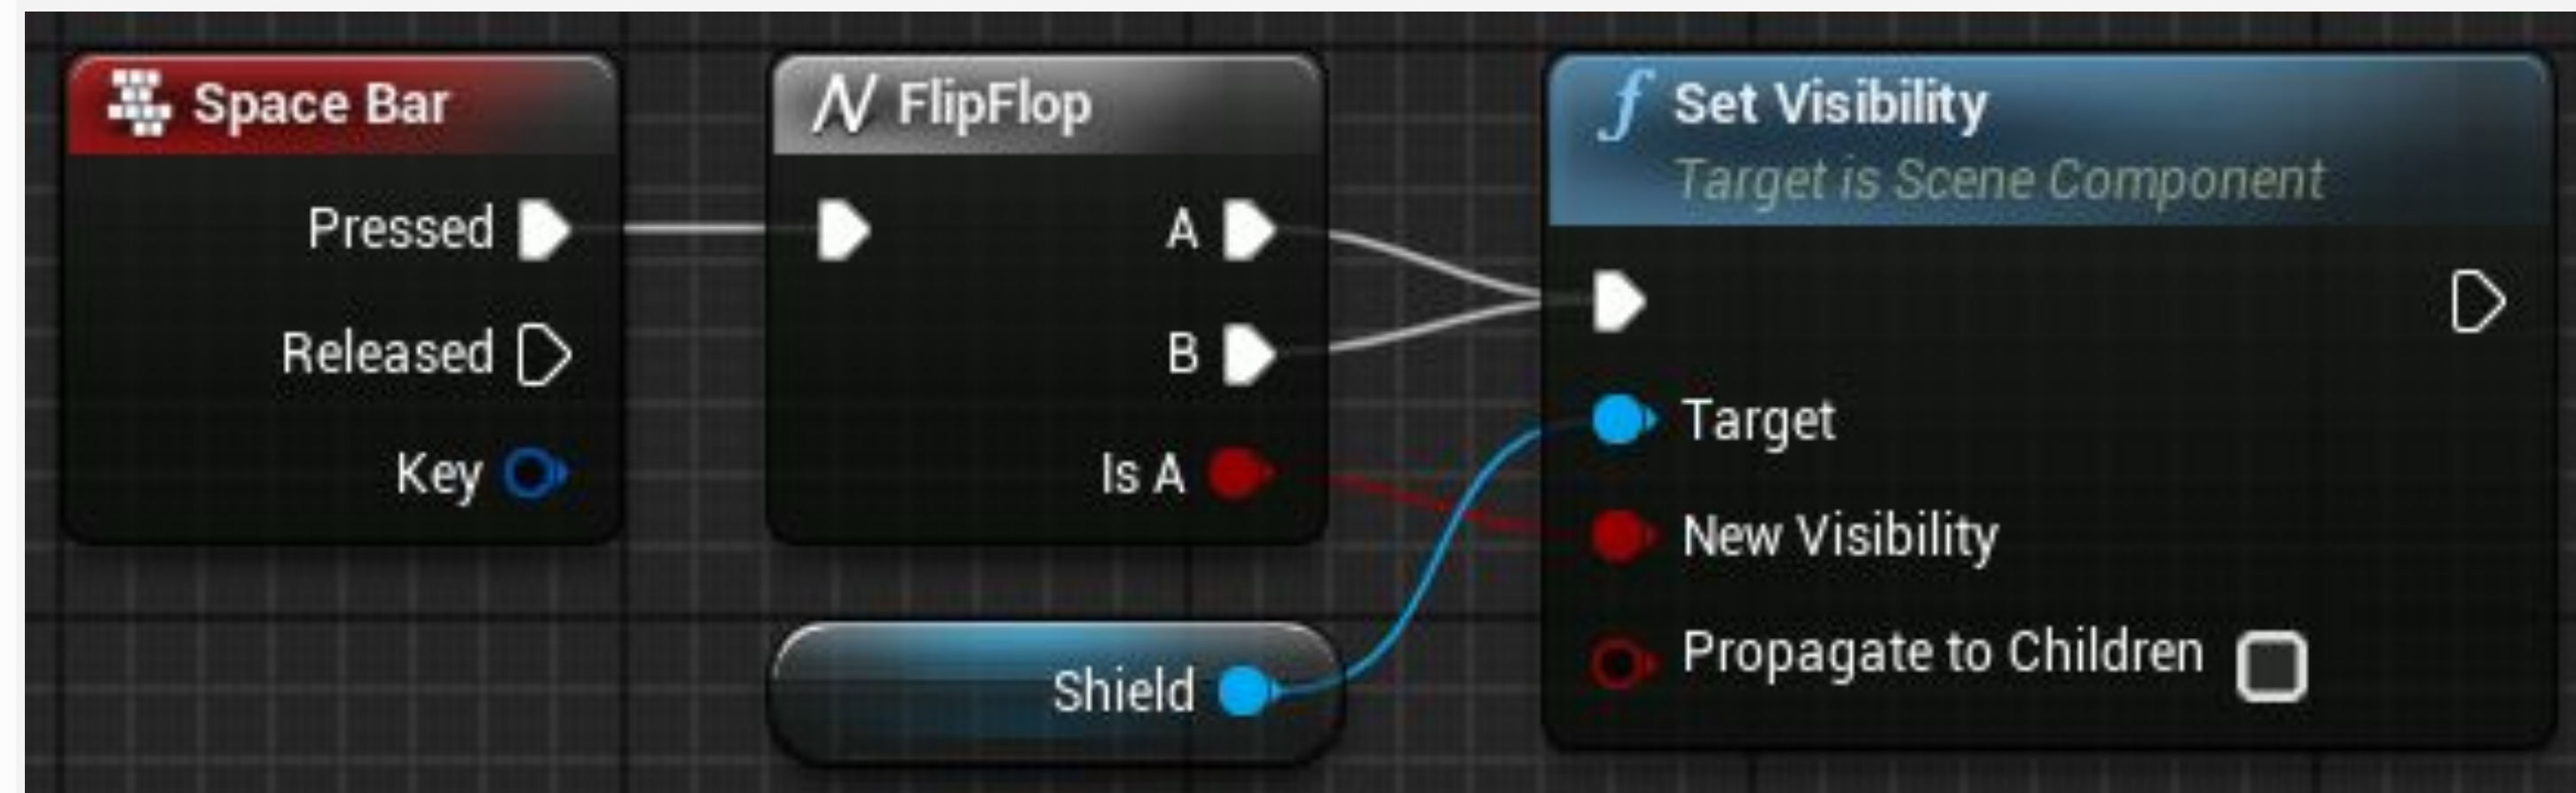 Space Bar
Pressed
Released
Key
FlipFlop
A
B
Is A
Shield
Set Visibility
Target is Scene Component
Target
New Visibility
Propagate to Children